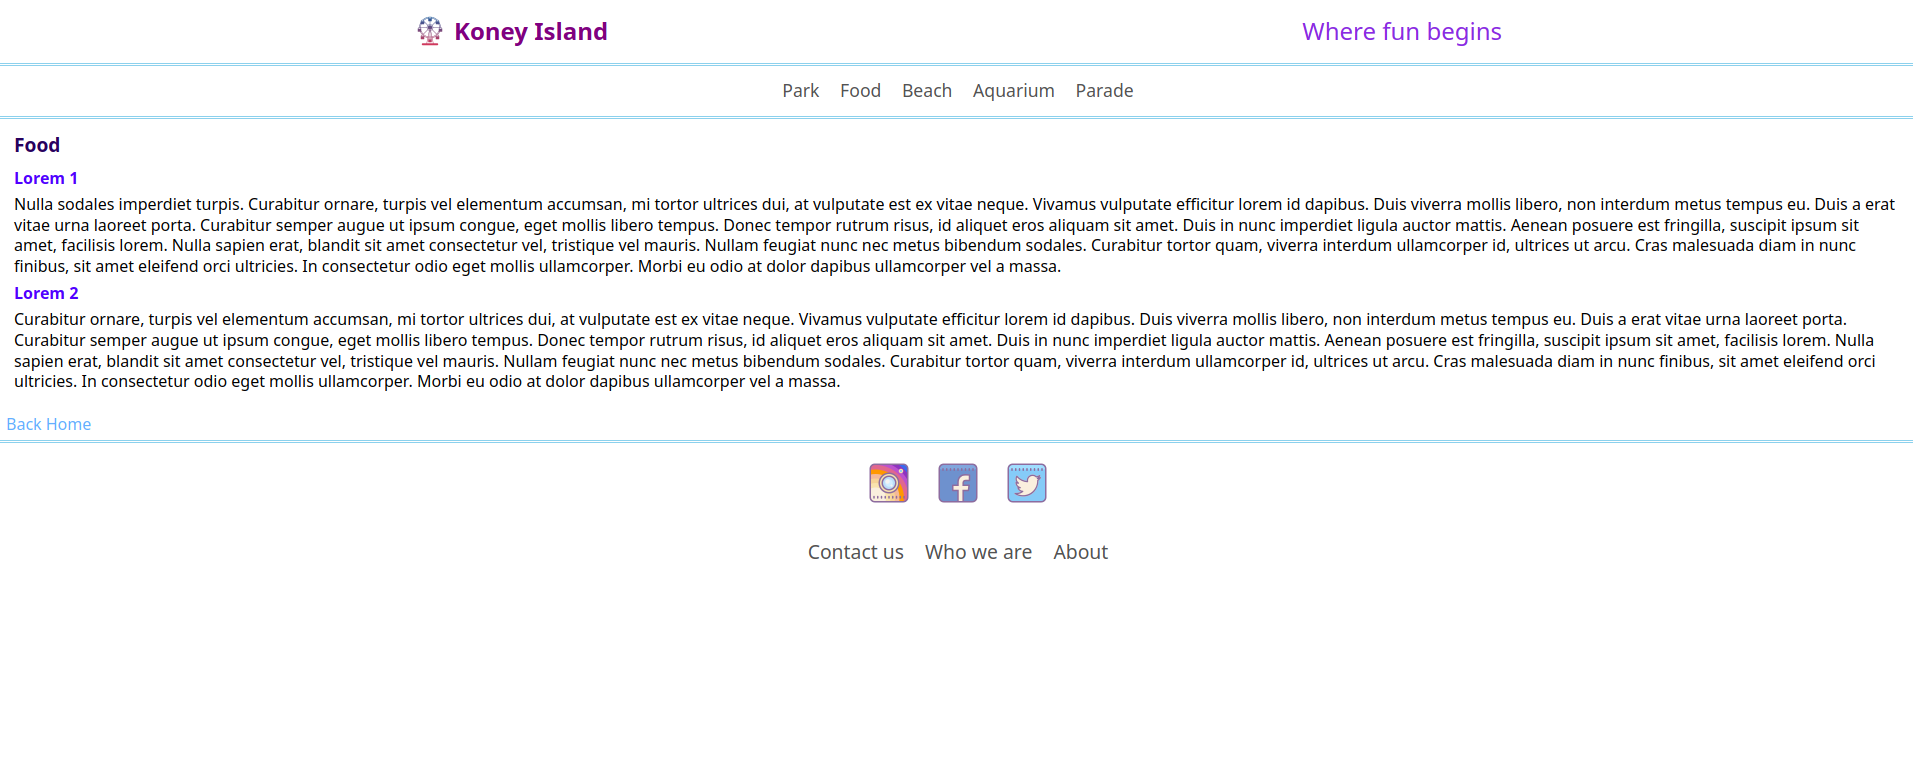 Koney Island
Where fun begins
Park Food Beach Aquarium Parade
Food
Lorem 1
Nulla sodales imperdiet turpis. Curabitur ornare, turpis vel elementum accumsan, mi tortor ultrices dui, at vulputate est ex vitae neque. Vivamus vulputate efficitur lorem id dapibus. Duis viverra mollis libero, non interdum metus tempus eu. Duis a erat
vitae urna laoreet porta. Curabitur semper augue ut ipsum congue, eget mollis libero tempus. Donec tempor rutrum risus, id aliquet eros aliquam sit amet. Duis in nunc imperdiet ligula auctor mattis. Aenean posuere est fringilla, suscipit ipsum sit
amet, facilisis lorem. Nulla sapien erat, blandit sit amet consectetur vel, tristique vel mauris. Nullam feugiat nunc nec metus bibendum sodales. Curabitur tortor quam, viverra interdum ullamcorper id, ultrices ut arcu. Cras malesuada diam in nunc
finibus, sit amet eleifend orci ultricies. In consectetur odio eget mollis ullamcorper. Morbi eu odio at dolor dapibus ullamcorper vel a massa.
Lorem 2
Curabitur ornare, turpis vel elementum accumsan, mi tortor ultrices dui, at vulputate est ex vitae neque. Vivamus vulputate efficitur lorem id dapibus. Duis viverra mollis libero, non interdum metus tempus eu. Duis a erat vitae urna laoreet porta.
Curabitur semper augue ut ipsum congue, eget mollis libero tempus. Donec tempor rutrum risus, id aliquet eros aliquam sit amet. Duis in nunc imperdiet ligula auctor mattis. Aenean posuere est fringilla, suscipit ipsum sit amet, facilisis lorem. Nulla
sapien erat, blandit sit amet consectetur vel, tristique vel mauris. Nullam feugiat nunc nec metus bibendum sodales. Curabitur tortor quam, viverra interdum ullamcorper id, ultrices ut arcu. Cras malesuada diam in nunc finibus, sit amet eleifend orci
ultricies. In consectetur odio eget mollis ullamcorper. Morbi eu odio at dolor dapibus ullamcorper vel a massa.
Back Home
Contact us Who we are About